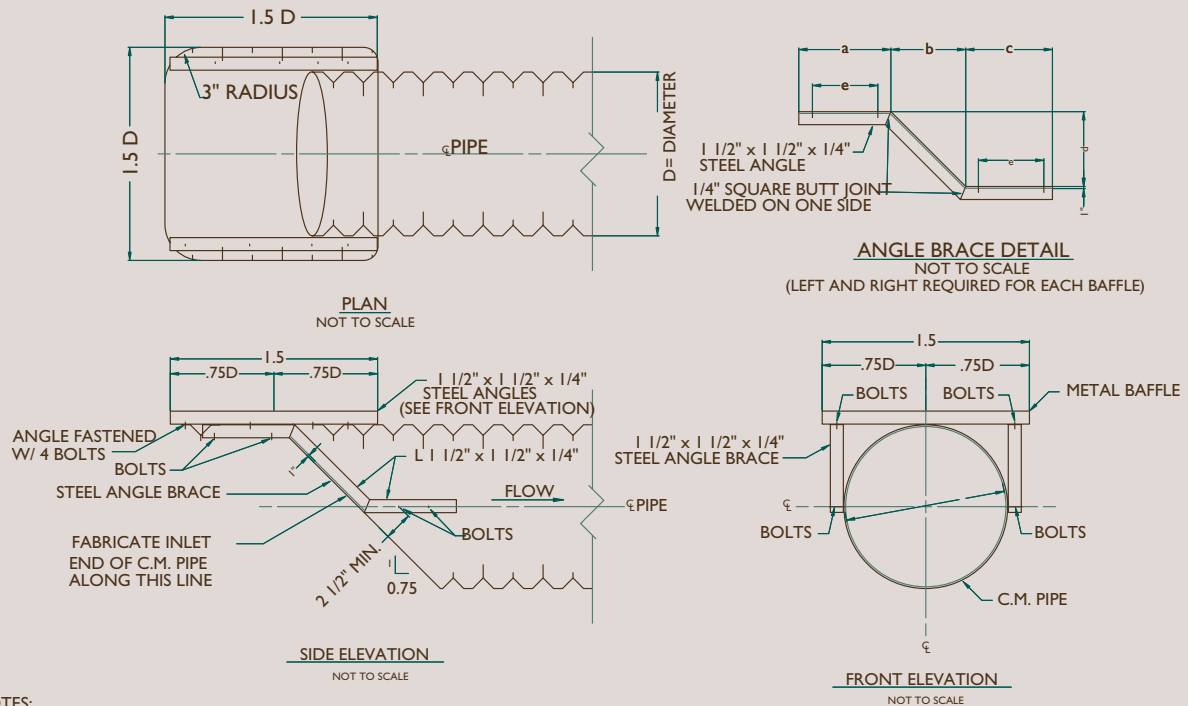 1.5 D
1.5 D
3" RADIUS
℄PIPE
D= DIAMETER
PLAN
NOT TO SCALE
a
b
c
e
1 1/2" x 1 1/2" x 1/4"
STEEL ANGLE
1/4" SQUARE BUTT JOINT
WELDED ON ONE SIDE
d
e
1"
ANGLE BRACE DETAIL
NOT TO SCALE
(LEFT AND RIGHT REQUIRED FOR EACH BAFFLE)
1.5
.75D
.75D
1 1/2" x 1 1/2" x 1/4"
STEEL ANGLES
(SEE FRONT ELEVATION)
ANGLE FASTENED
W/ 4 BOLTS
BOLTS
1"
L 1 1/2" x 1 1/2" x 1/4"
STEEL ANGLE BRACE
FLOW
℄PIPE
BOLTS
FABRICATE INLET
END OF C.M. PIPE
ALONG THIS LINE
2 1/2" MIN.
1
0.75
SIDE ELEVATION
NOT TO SCALE
1.5
.75D
.75D
BOLTS
BOLTS
METAL BAFFLE
1 1/2" x 1 1/2" x 1/4"
STEEL ANGLE BRACE
℄
BOLTS
BOLTS
C.M. PIPE
℄
FRONT ELEVATION
NOT TO SCALE
OTES: